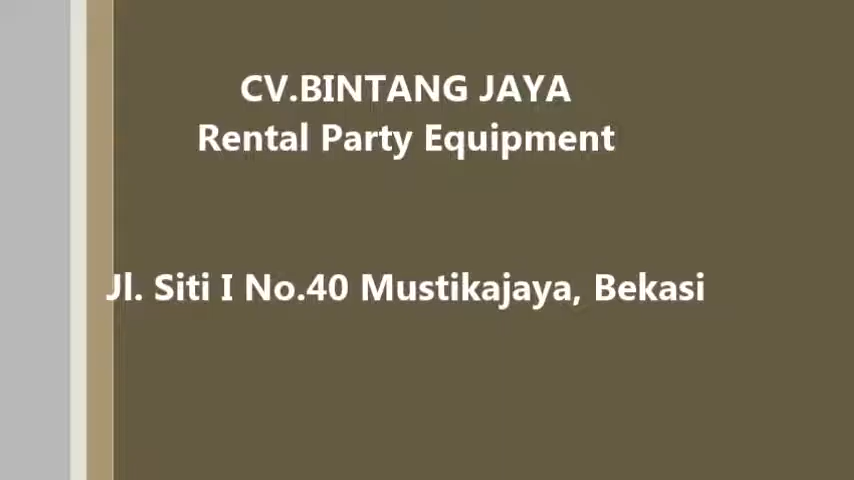 CV.BINTANG JAYA
Rental Party Equipment
Jl. Siti I No.40 Mustikajaya, Bekasi